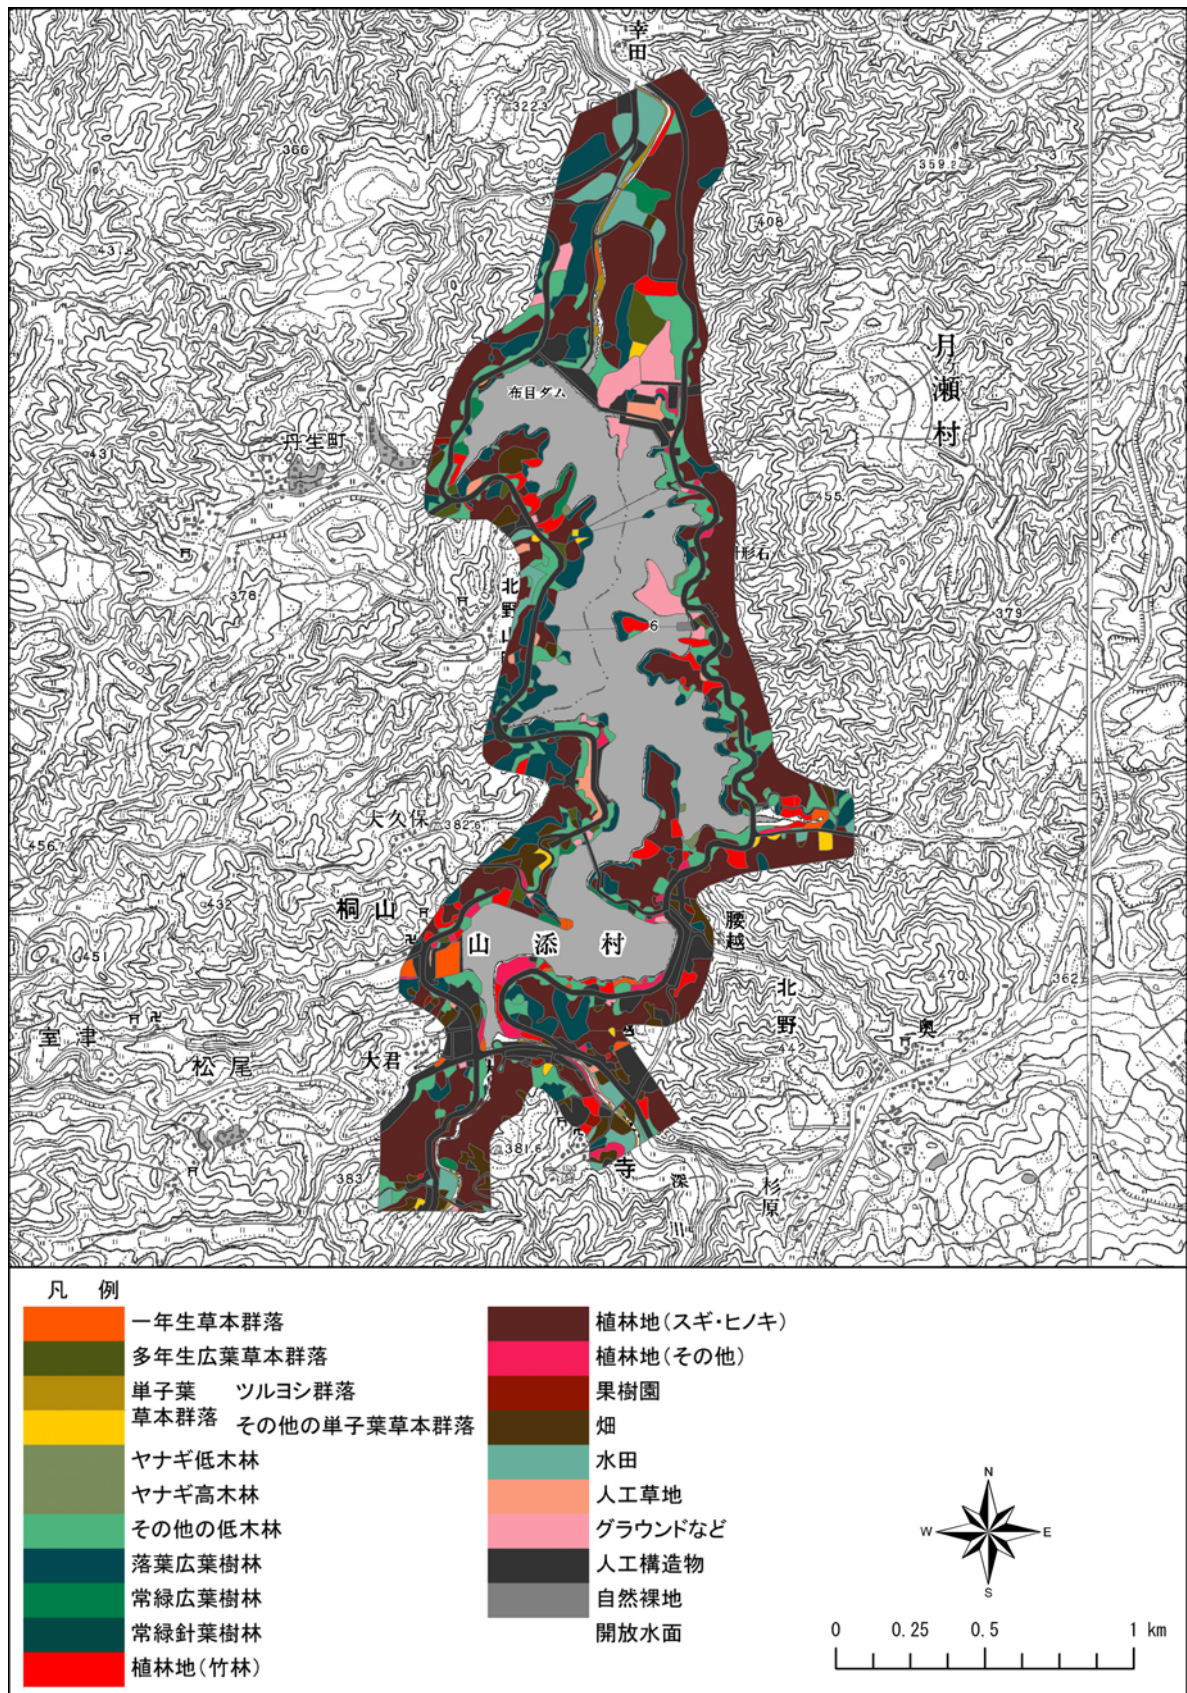 幸田
322.3
366
359.2
408
431.2
月瀬村
370
布目ダム
丹生町
431
455
378
北野山
379
6
大久保
382.6
456.7
432
桐山
山添村
腰越
451
470
362
北野
奥
室津
松尾
大君
442
381.6
寺
383
深川
杉原
凡 例
一年生草本群落
多年生広葉草本群落
単子葉 ツルヨシ群落
草本群落 その他の単子葉草本群落
ヤナギ低木林
ヤナギ高木林
その他の低木林
落葉広葉樹林
常緑広葉樹林
常緑針葉樹林
植林地(竹林)
植林地(スギ・ヒノキ)
植林地(その他)
果樹園
畑
水田
人工草地
グラウンドなど
人工構造物
自然裸地
開放水面
N
W E
S
0 0.25 0.5 1 km